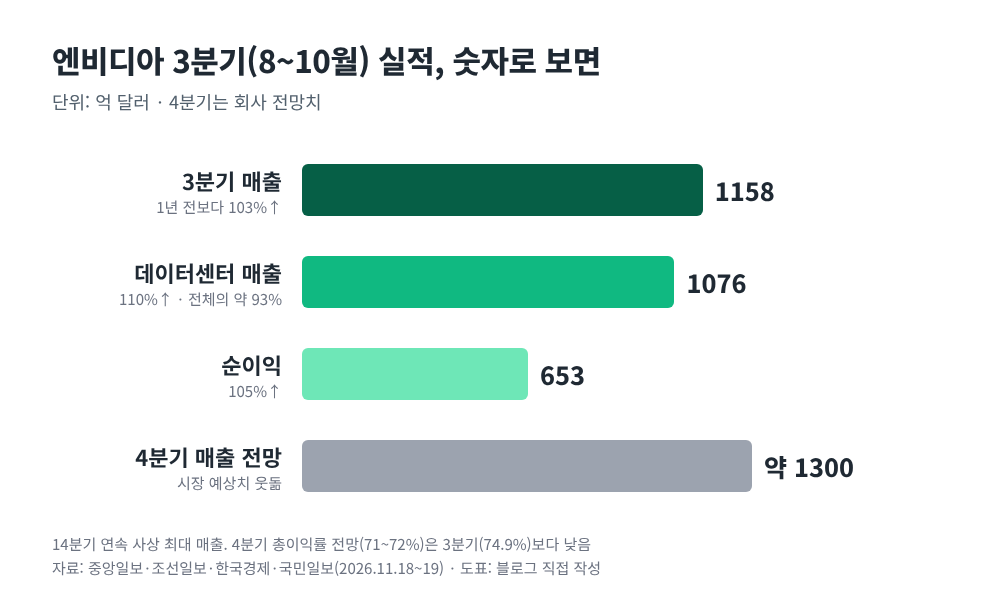 엔비디아 3분기(8~10월) 실적, 숫자로 보면
단위: 억 달러 · 4분기는 회사 전망치
3분기 매출
1년 전보다 103%↑
1158
데이터센터 매출
110%↑ · 전체의 약 93%
1076
순이익
105%↑
653
4분기 매출 전망
시장 예상치 웃돎
약 1300
14분기 연속 사상 최대 매출. 4분기 총이익률 전망(71~72%)은 3분기(74.9%)보다 낮음
자료: 중앙일보·조선일보·한국경제·국민일보(2026.11.18~19) · 도표: 블로그 직접 작성